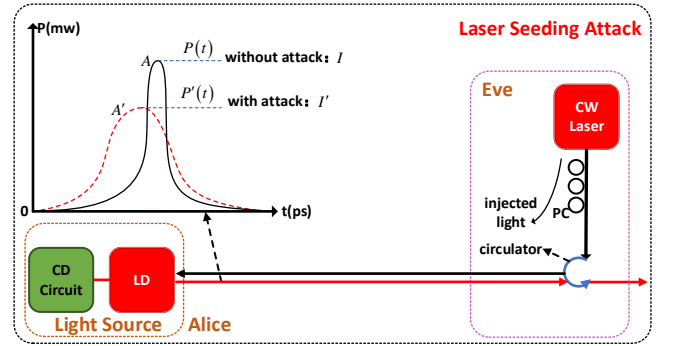 P(mw)
Laser Seeding Attack
A
P(t)
without attack：I
P′(t)
A′
with attack：I′
Eve
CW
Laser
injected
light
PC
0
t(ps)
circulator
CD
Circuit
LD
Light Source
Alice